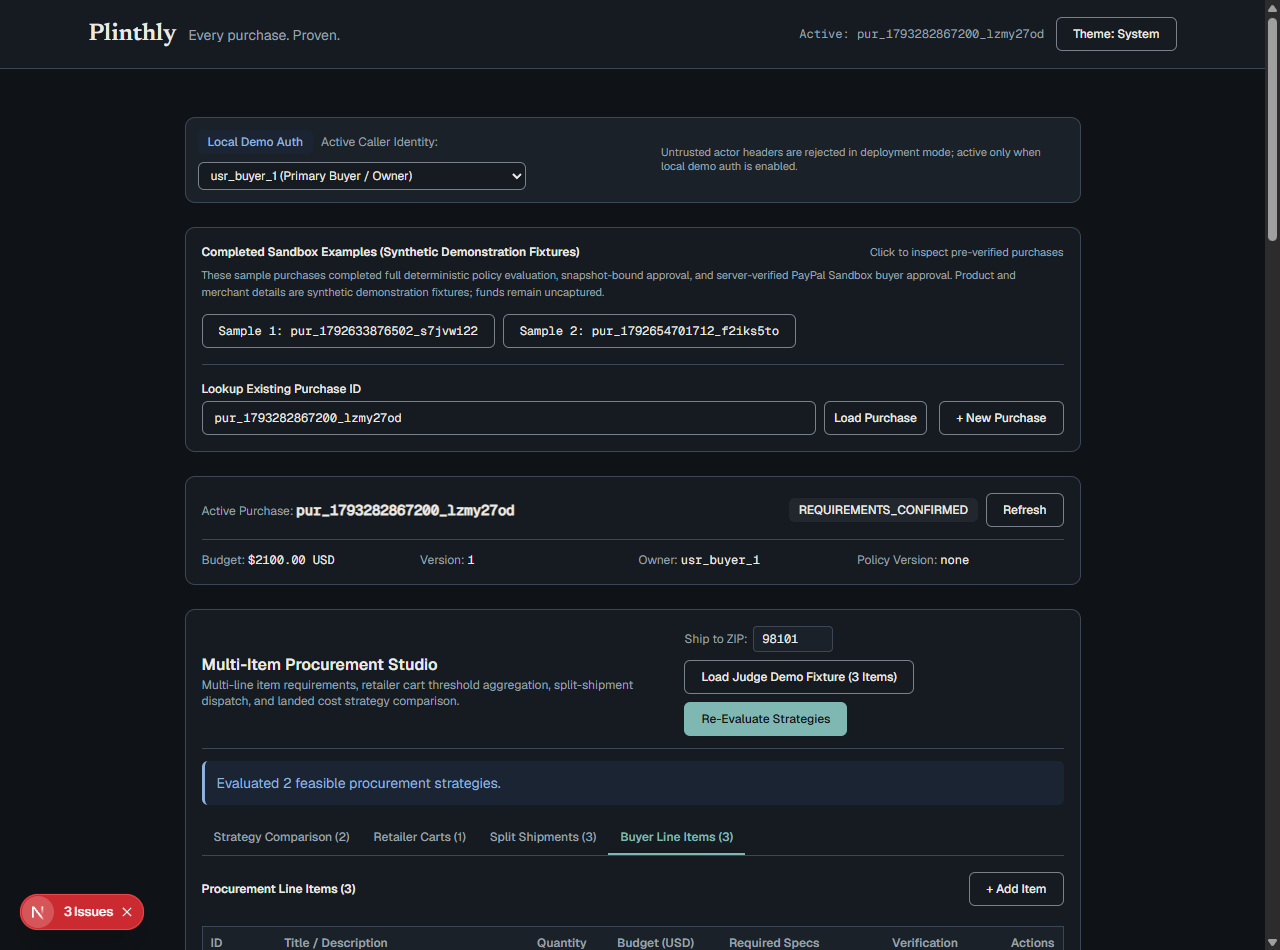 Plinthly Every purchase. Proven.
Active: pur_1793282867200_lzmy27od
Theme: System
Local Demo Auth Active Caller Identity:
usr_buyer_1 (Primary Buyer / Owner)
Untrusted actor headers are rejected in deployment mode; active only when
local demo auth is enabled.
Completed Sandbox Examples (Synthetic Demonstration Fixtures)
Click to inspect pre-verified purchases
These sample purchases completed full deterministic policy evaluation, snapshot-bound approval, and server-verified PayPal Sandbox buyer approval. Product and
merchant details are synthetic demonstration fixtures; funds remain uncaptured.
Sample 1: pur_1792633876502_s7jvwi22
Sample 2: pur_1792654701712_f2iks5to
Lookup Existing Purchase ID
pur_1793282867200_lzmy27od
Load Purchase
+ New Purchase
Active Purchase: pur_1793282867200_lzmy27od
REQUIREMENTS_CONFIRMED
Refresh
Budget: $2100.00 USD
Version: 1
Owner: usr_buyer_1
Policy Version: none
Multi-Item Procurement Studio
Multi-line item requirements, retailer cart threshold aggregation, split-shipment
dispatch, and landed cost strategy comparison.
Ship to ZIP: 98101
Load Judge Demo Fixture (3 Items)
Re-Evaluate Strategies
Evaluated 2 feasible procurement strategies.
Strategy Comparison (2)
Retailer Carts (1)
Split Shipments (3)
Buyer Line Items (3)
Procurement Line Items (3)
+ Add Item
ID
Title / Description
Quantity
Budget (USD)
Required Specs
Verification
Actions
N 3 Issues